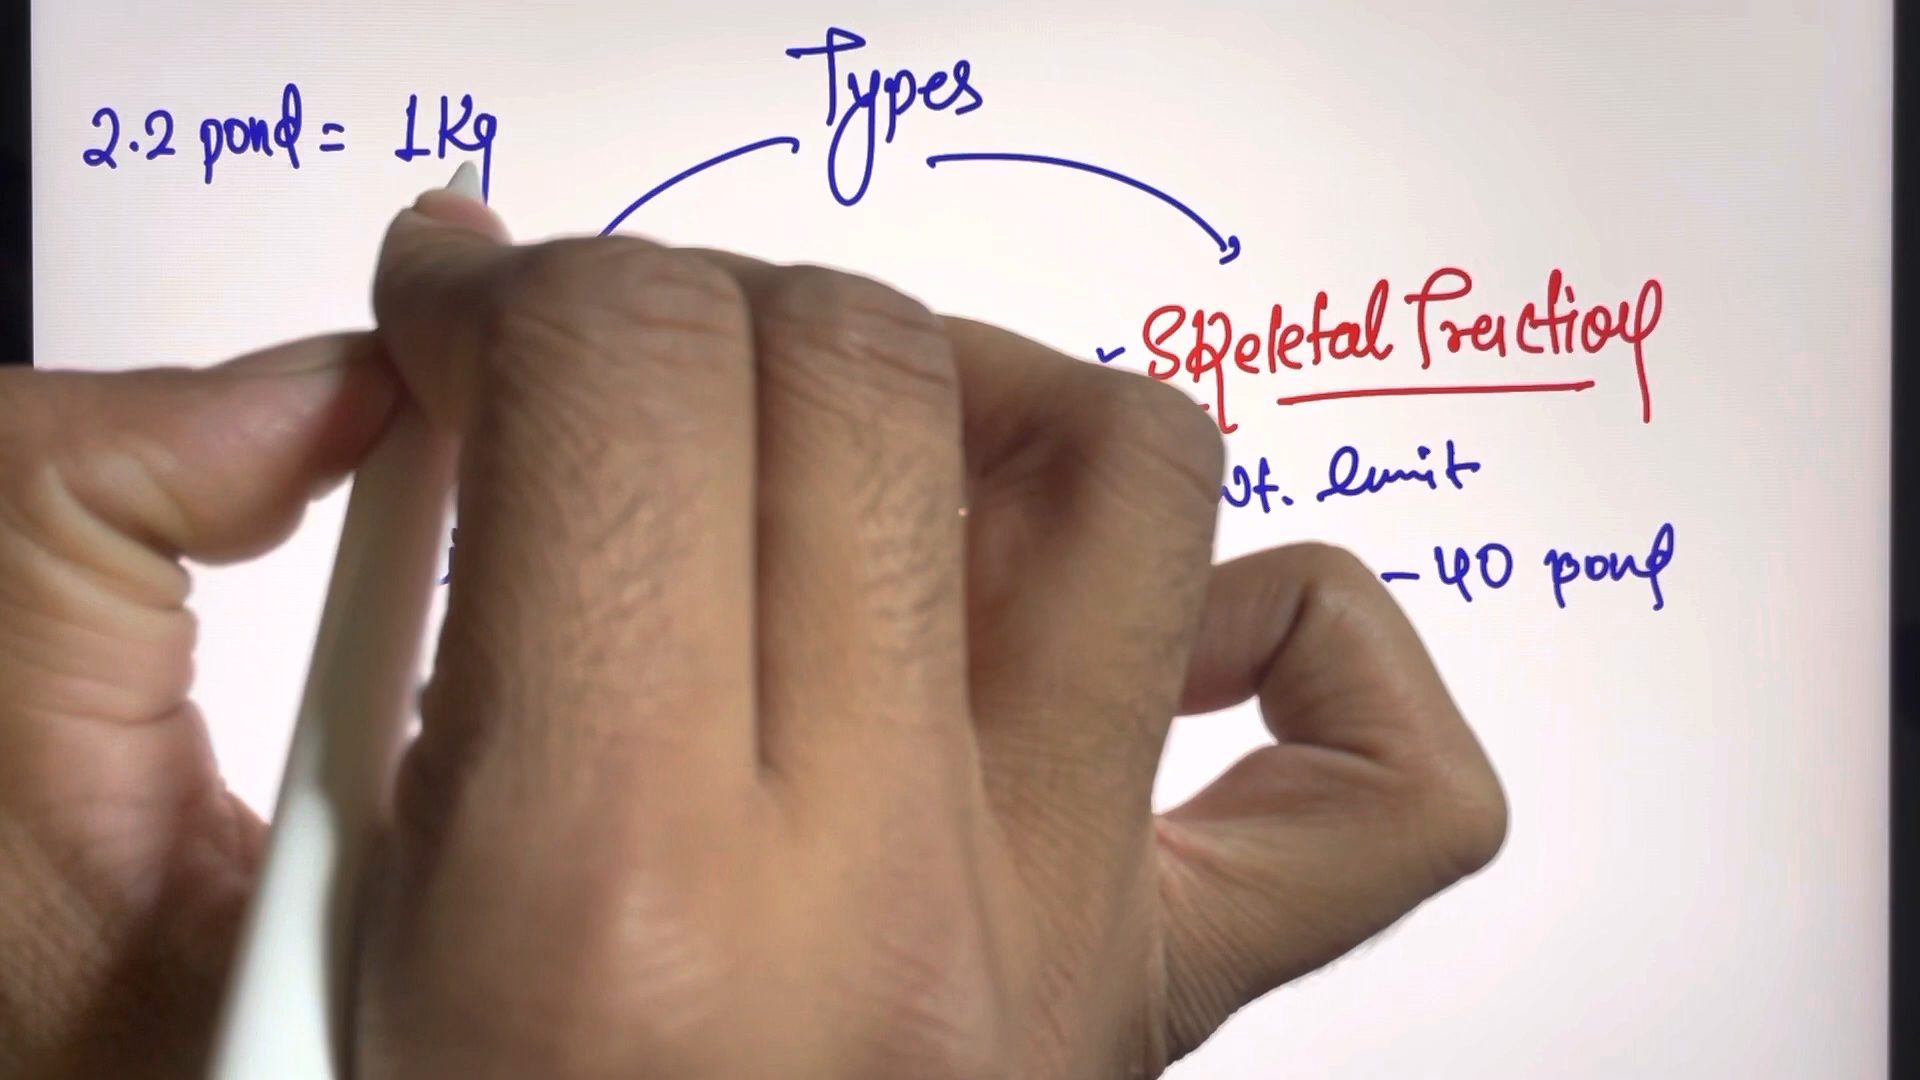 Types
2.2 pond = 1Kg
Skeletal Traction
wt. limit
- 40 pond